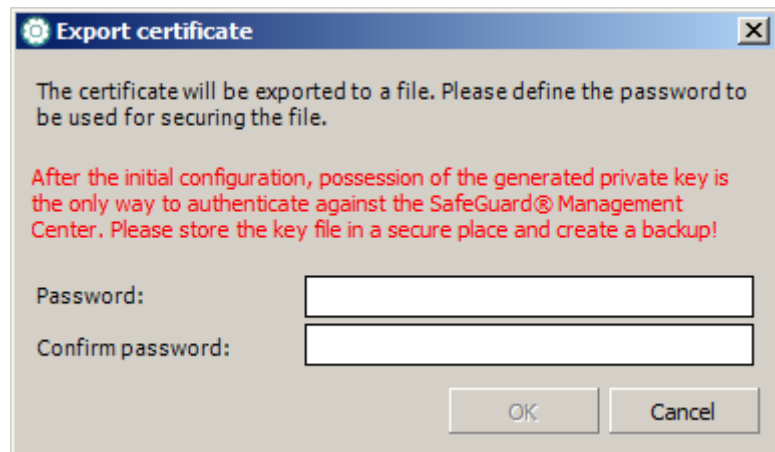 Export certificate
The certificate will be exported to a file. Please define the password to
be used for securing the file.
After the initial configuration, possession of the generated private key is
the only way to authenticate against the SafeGuard® Management
Center. Please store the key file in a secure place and create a backup!
Password:
Confirm password:
OK Cancel